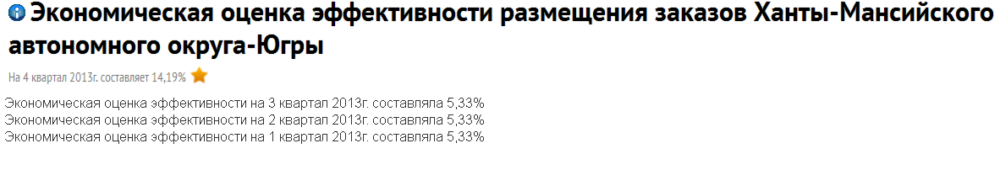 Экономическая оценка эффективности размещения заказов Ханты-Мансийского
автономного округа-Югры
На 4 квартал 2013г. составляет 14,19%
Экономическая оценка эффективности на 3 квартал 2013г. составляла 5,33%
Экономическая оценка эффективности на 2 квартал 2013г. составляла 5,33%
Экономическая оценка эффективности на 1 квартал 2013г. составляла 5,33%